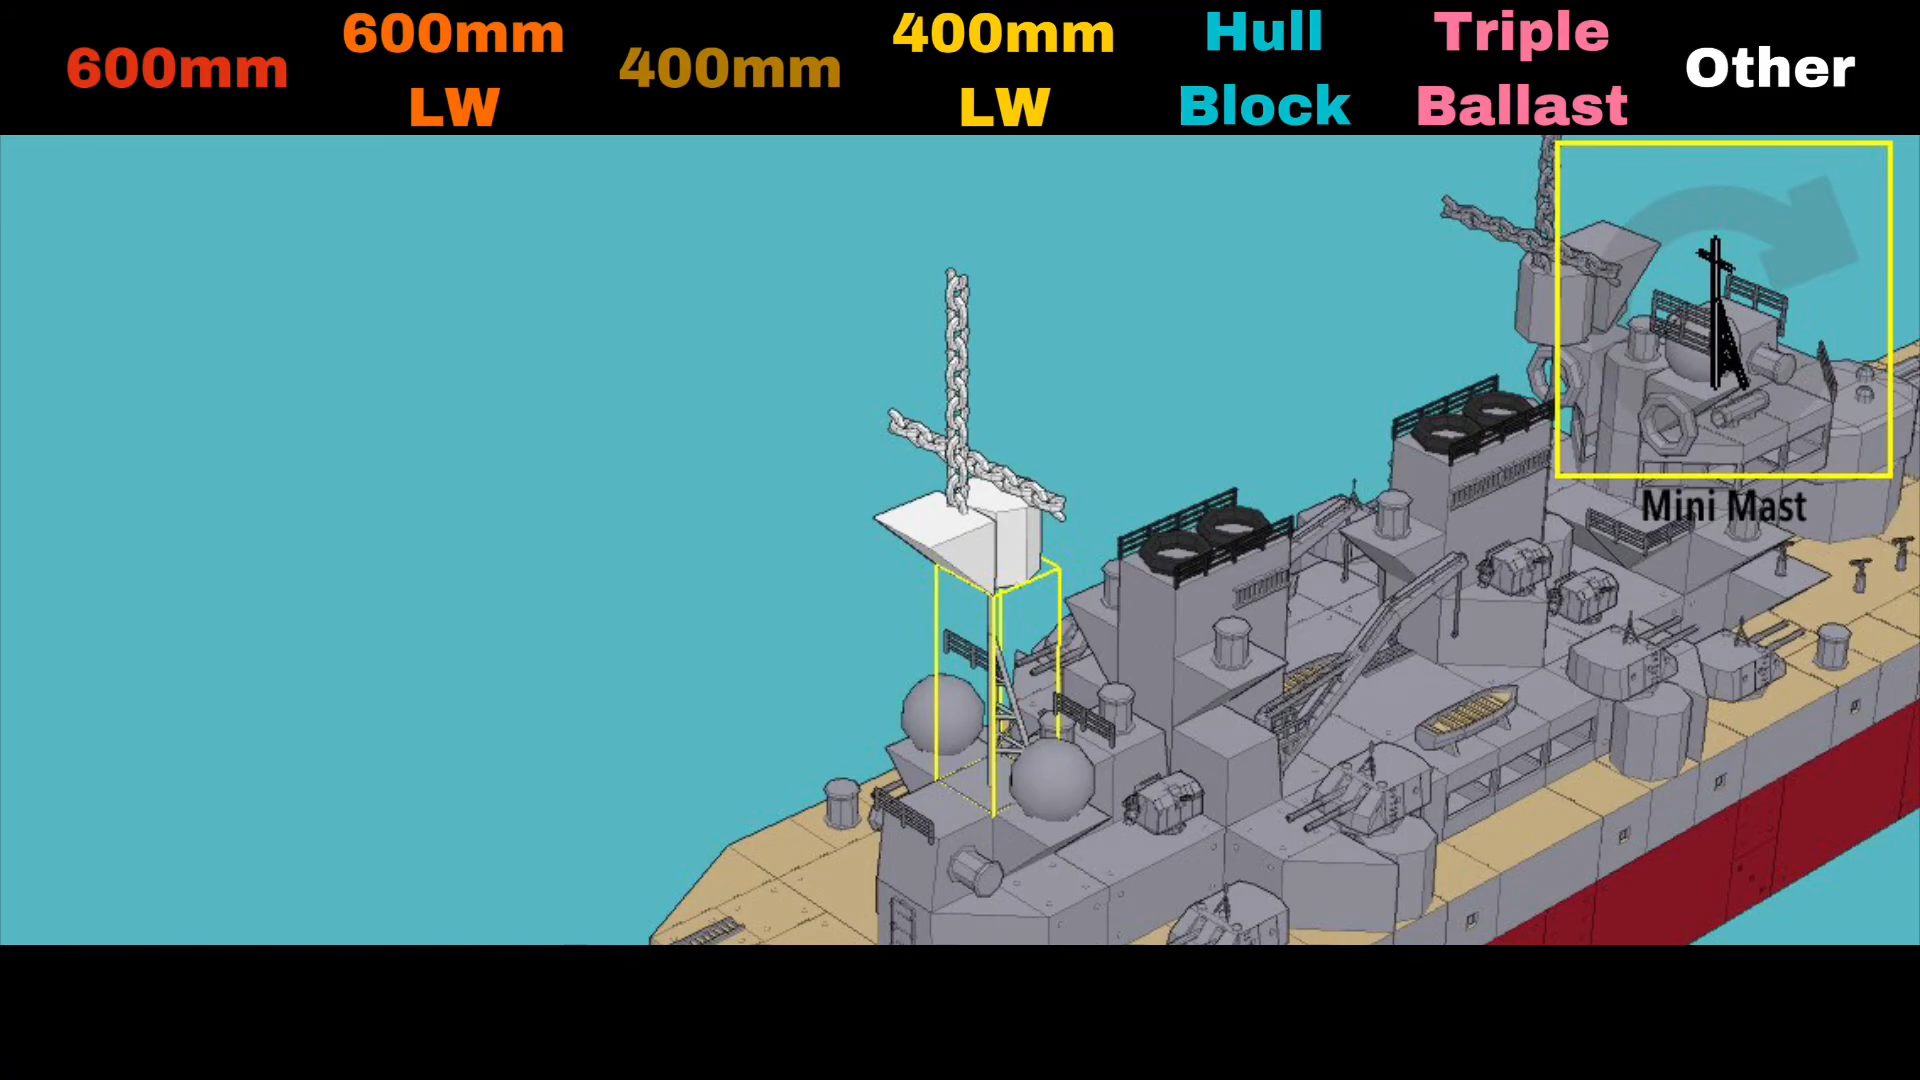 600mm
600mm
LW
400mm
400mm
LW
Hull
Block
Triple
Ballast
Other
Mini Mast